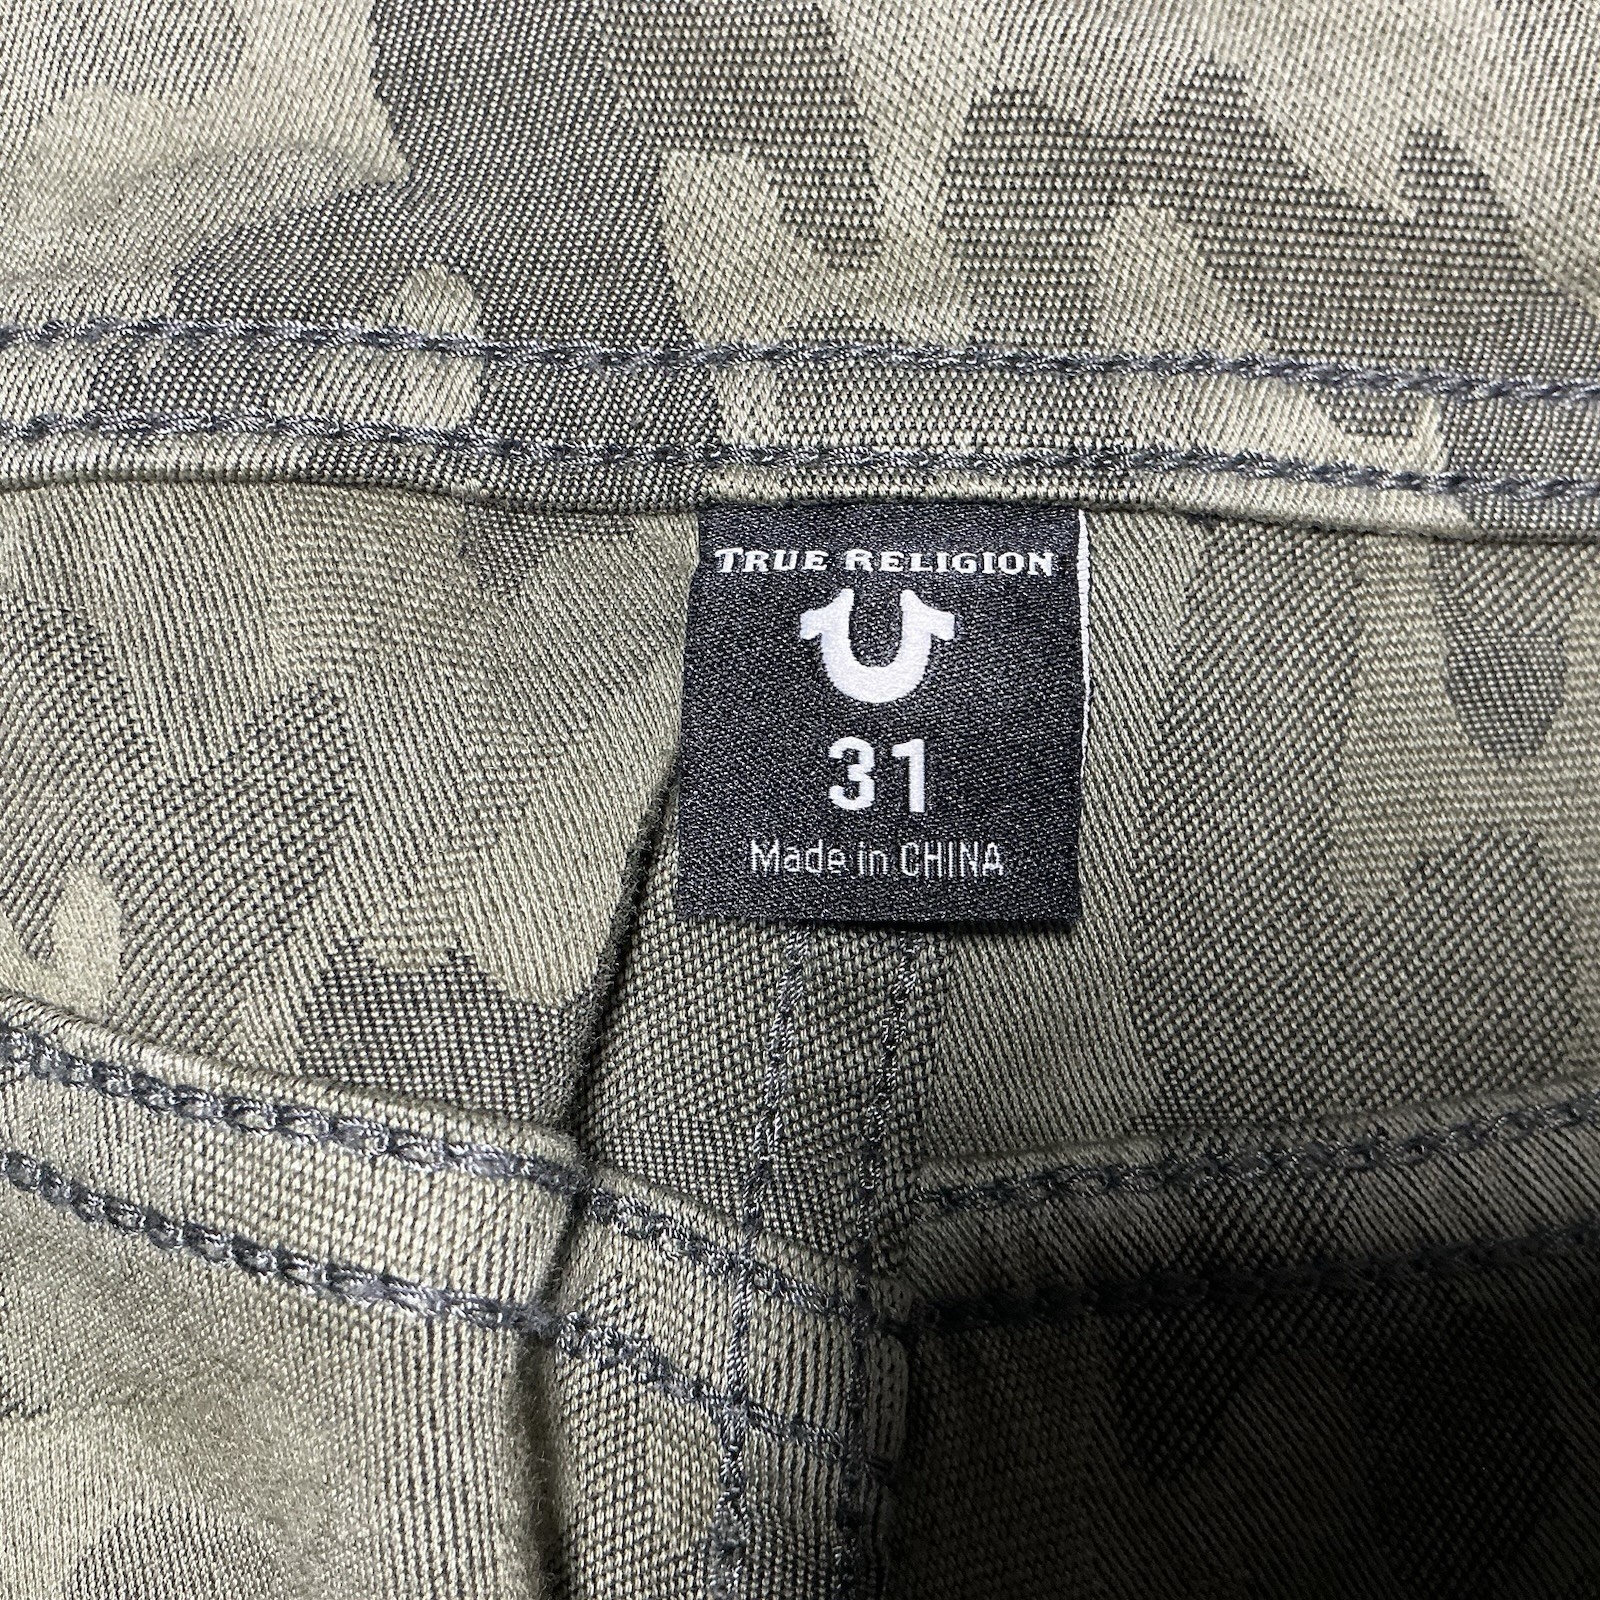 TRUE RELIGION
31
Made in CHINA